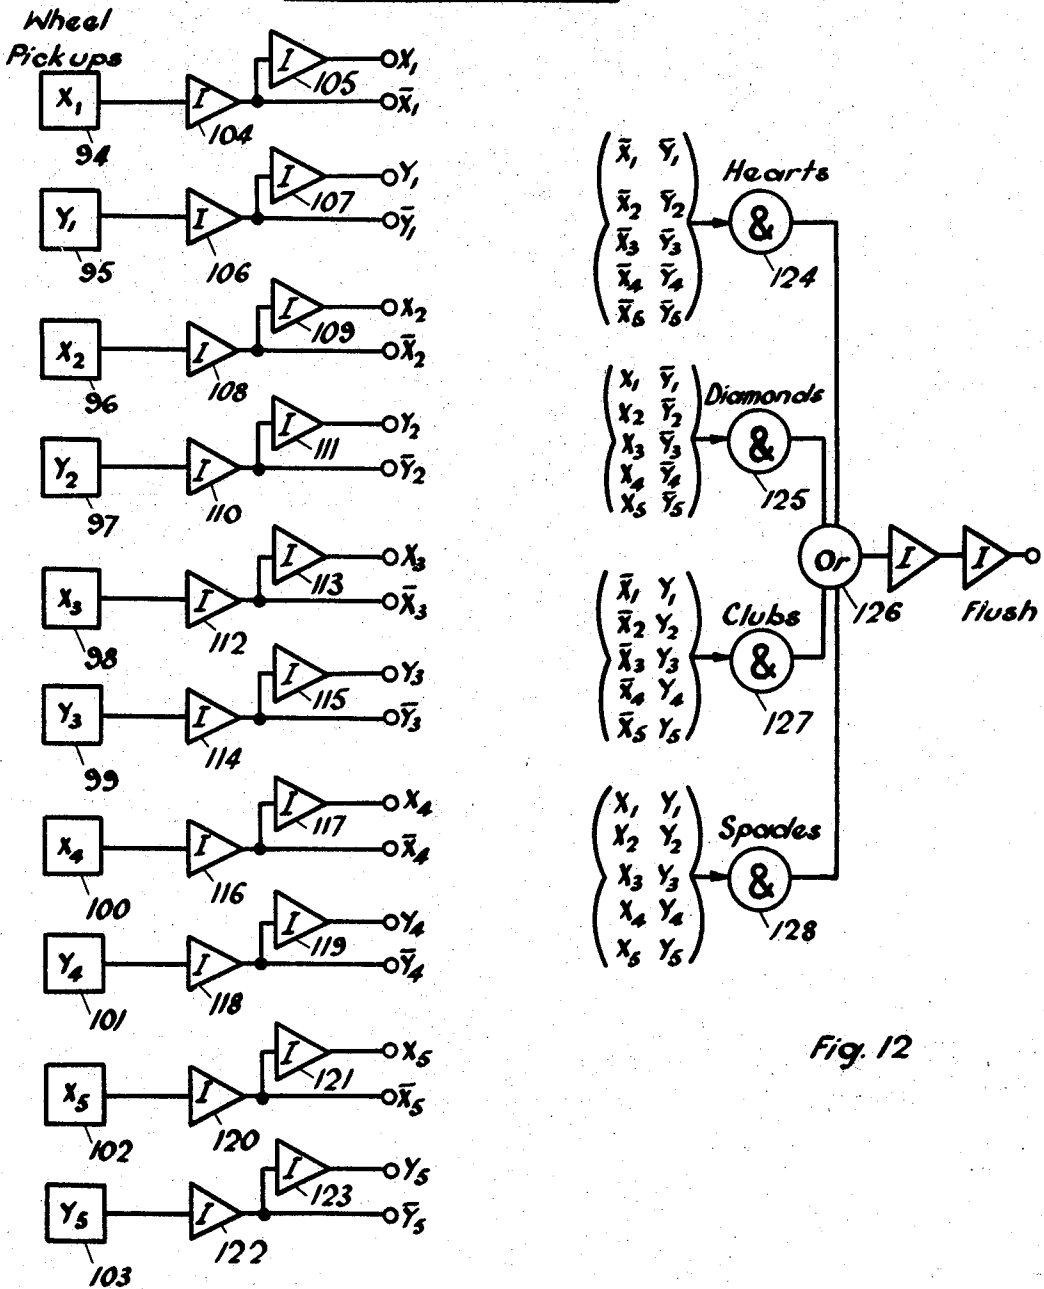 Wheel
Pickups
X₁ 94 I 104 I 105 X₁ X̄₁
Y₁ 95 I 106 I 107 Y₁ Ȳ₁
X₂ 96 I 108 I 109 X₂ X̄₂
Y₂ 97 I 110 I 111 Y₂ Ȳ₂
X₃ 98 I 112 I 113 X₃ X̄₃
Y₃ 99 I 114 I 115 Y₃ Ȳ₃
X₄ 100 I 116 I 117 X₄ X̄₄
Y₄ 101 I 118 I 119 Y₄ Ȳ₄
X₅ 102 I 120 I 121 X₅ X̄₅
Y₅ 103 I 122 I 123 Y₅ Ȳ₅
X̄₁ Ȳ₁
X̄₂ Ȳ₂
X̄₃ Ȳ₃
X̄₄ Ȳ₄
X̄₅ Ȳ₅
Hearts
&
124
X₁ Ȳ₁
X₂ Ȳ₂
X₃ Ȳ₃
X₄ Ȳ₄
X₅ Ȳ₅
Diamonds
&
125
Or
126
I
I
Flush
X̄₁ Y₁
X̄₂ Y₂
X̄₃ Y₃
X̄₄ Y₄
X̄₅ Y₅
Clubs
&
127
X₁ Y₁
X₂ Y₂
X₃ Y₃
X₄ Y₄
X₅ Y₅
Spades
&
128
Fig. 12